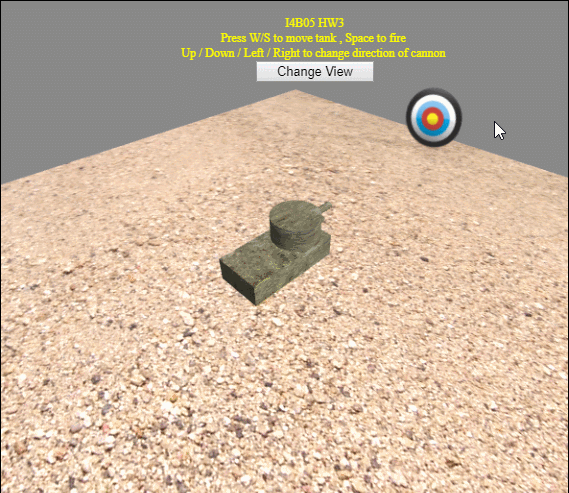 I4B05 HW3
Press W/S to move tank , Space to fire
Up / Down / Left / Right to change direction of cannon
Change View